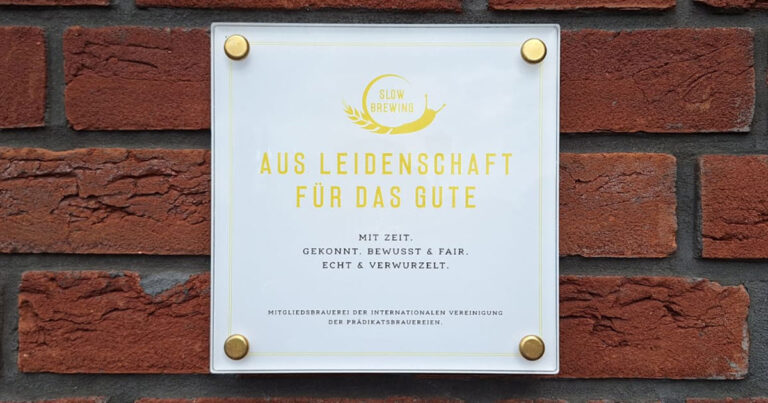 SLOW
BREWING
AUS LEIDENSCHAFT
FÜR DAS GUTE
MIT ZEIT.
GEKONNT. BEWUSST & FAIR.
ECHT & VERWURZELT.
MITGLIEDSBRAUEREI DER INTERNATIONALEN VEREINIGUNG
DER PRÄDIKATSBRAUEREIEN.